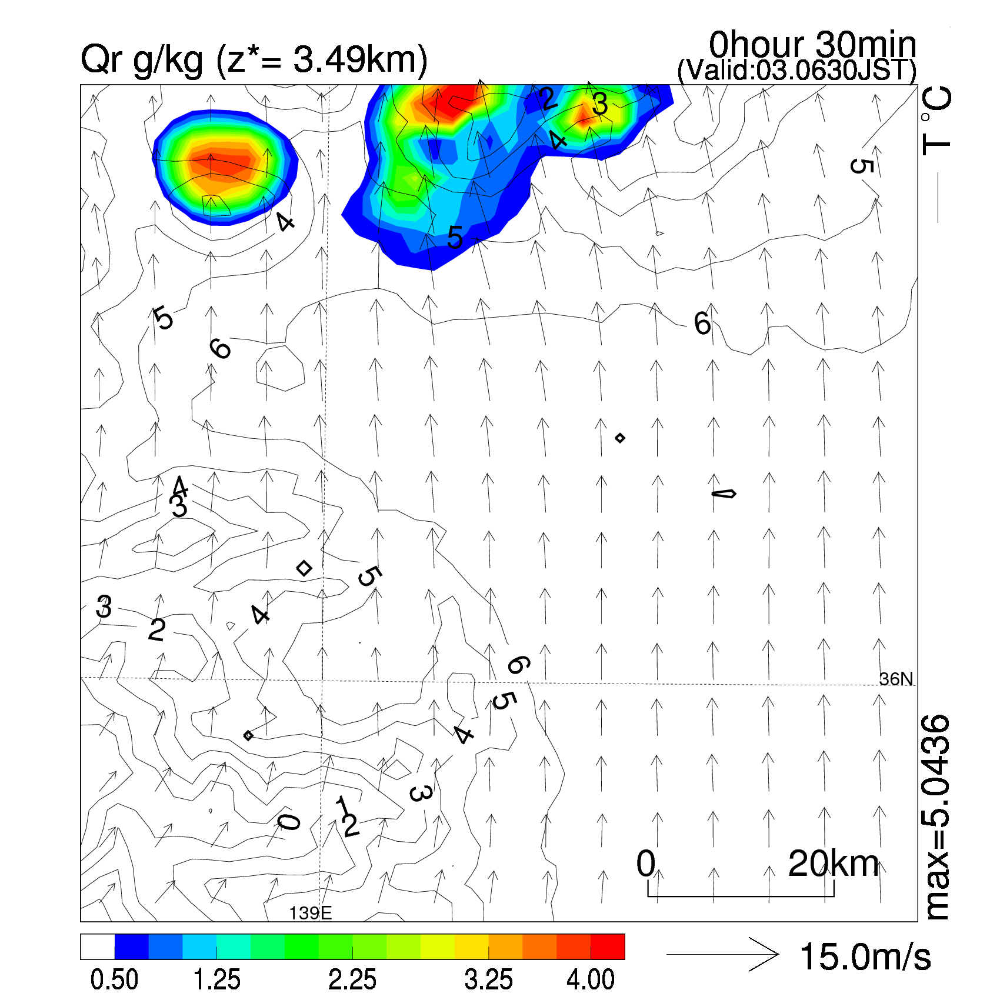 Qr g/kg (z*= 3.49km)
0hour 30min
(Valid:03.0630JST)
T °C
2
3
4
5
4
5
5
6
6
4
3
5
3
4
2
6
36N
5
4
3
1
0
2
0 20km
139E
max=5.0436
0.50 1.25 2.25 3.25 4.00
15.0m/s